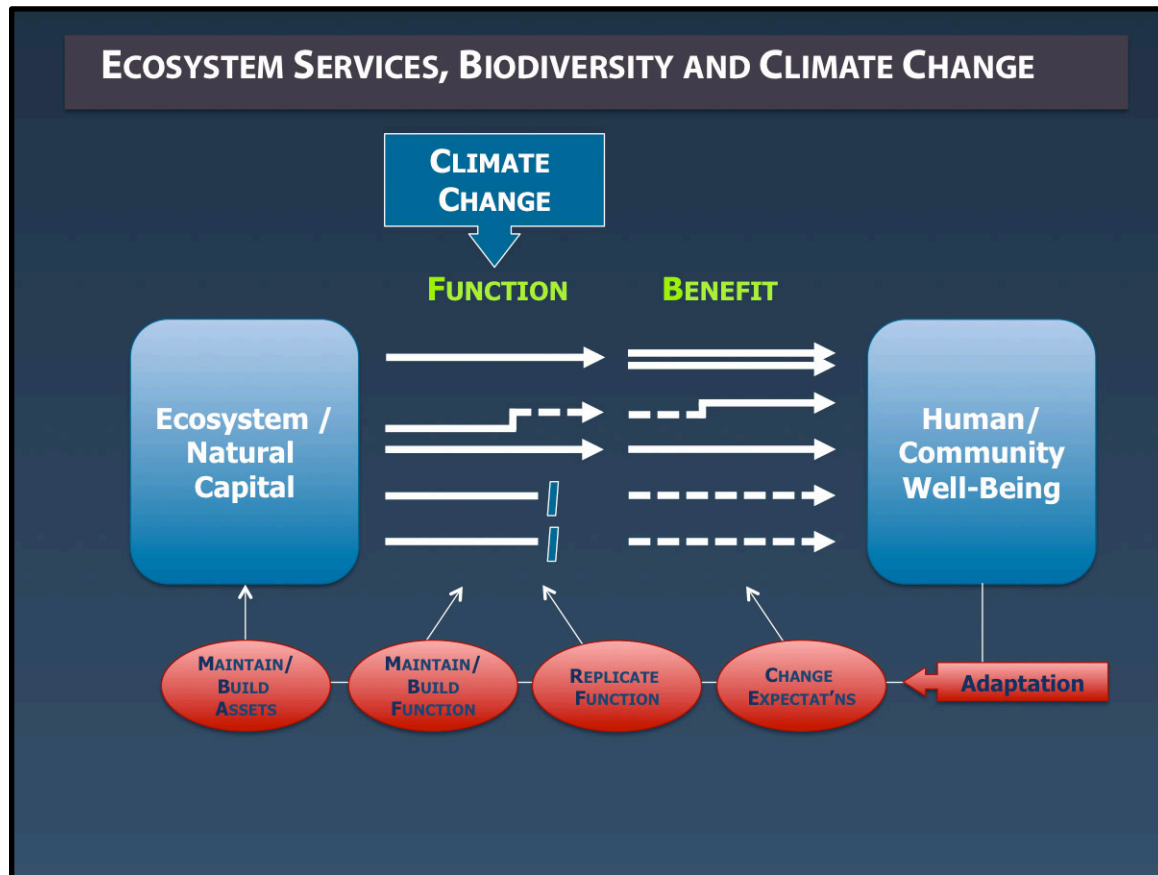 ECOSYSTEM SERVICES, BIODIVERSITY AND CLIMATE CHANGE
CLIMATE
CHANGE
FUNCTION
BENEFIT
Ecosystem /
Natural
Capital
Human/
Community
Well-Being
MAINTAIN/
BUILD
ASSETS
MAINTAIN/
BUILD
FUNCTION
REPLICATE
FUNCTION
CHANGE
EXPECTAT'NS
Adaptation